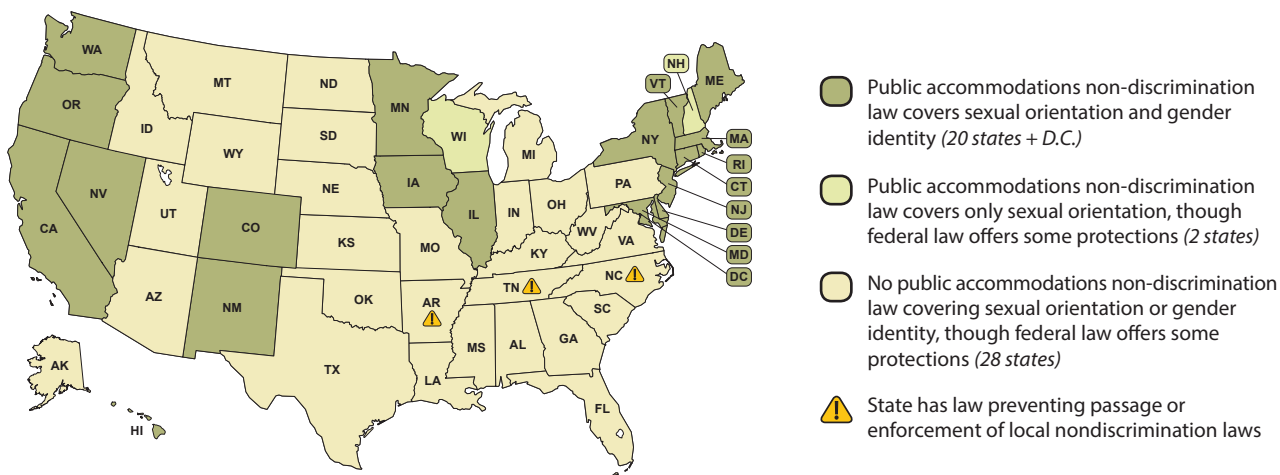 WA
OR
CA
NV
ID
MT
WY
UT
CO
AZ
NM
ND
SD
NE
KS
OK
TX
MN
IA
MO
AR
LA
WI
IL
MI
IN
OH
KY
TN
MS
AL
GA
FL
SC
NC
VA
WV
PA
NY
VT
NH
ME
MA
RI
CT
NJ
DE
MD
DC
AK
HI
Public accommodations non-discrimination
law covers sexual orientation and gender
identity (20 states + D.C.)
Public accommodations non-discrimination
law covers only sexual orientation, though
federal law offers some protections (2 states)
No public accommodations non-discrimination
law covering sexual orientation or gender
identity, though federal law offers some
protections (28 states)
State has law preventing passage or
enforcement of local nondiscrimination laws